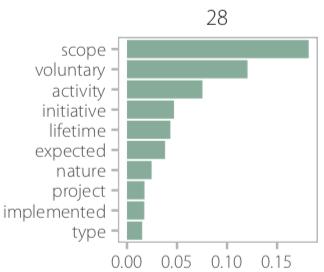 28
scope
voluntary
activity
initiative
lifetime
expected
nature
project
implemented
type
0.00 0.05 0.10 0.15